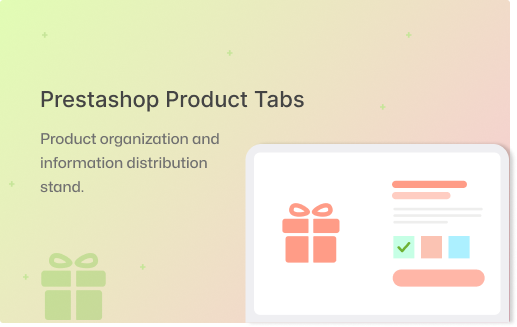 Prestashop Product Tabs
Product organization and
information distribution
stand.